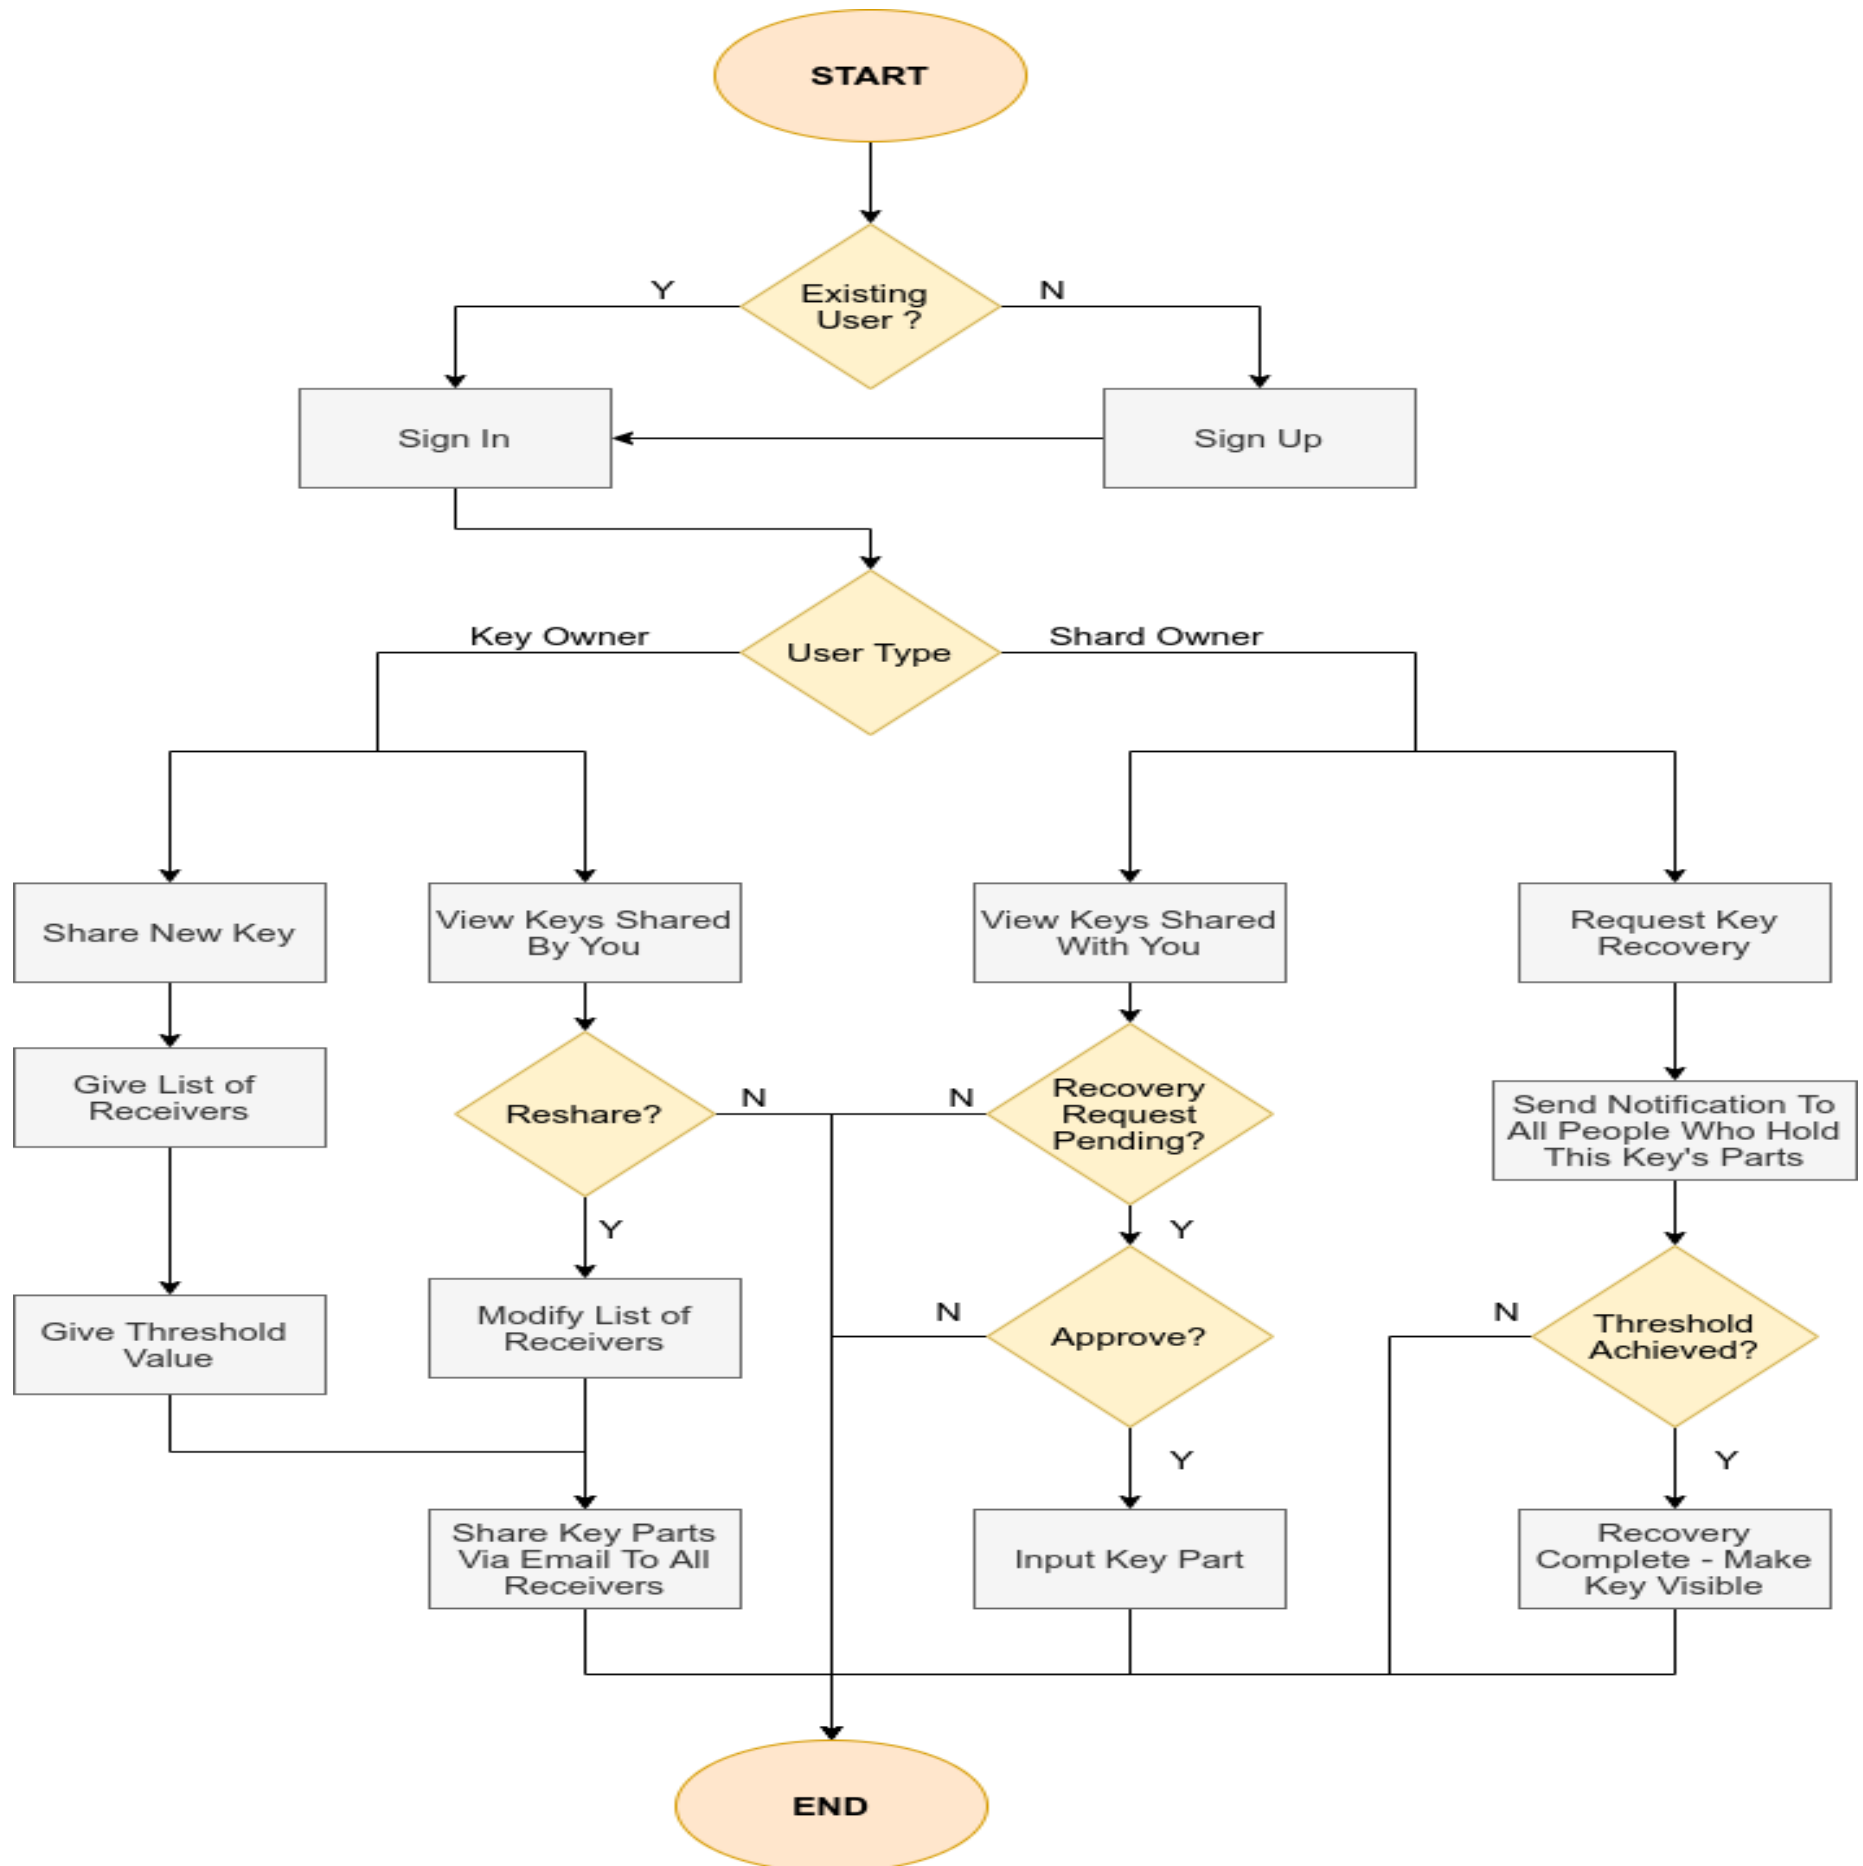 START
Existing
User ?
Y
N
Sign In
Sign Up
User Type
Key Owner
Shard Owner
Share New Key
View Keys Shared
By You
View Keys Shared
With You
Request Key
Recovery
Give List of
Receivers
Reshare?
N
N
Recovery
Request
Pending?
Send Notification To
All People Who Hold
This Key's Parts
Y
Y
Give Threshold
Value
Modify List of
Receivers
N
Approve?
N
Threshold
Achieved?
Y
Y
Share Key Parts
Via Email To All
Receivers
Input Key Part
Recovery
Complete - Make
Key Visible
END